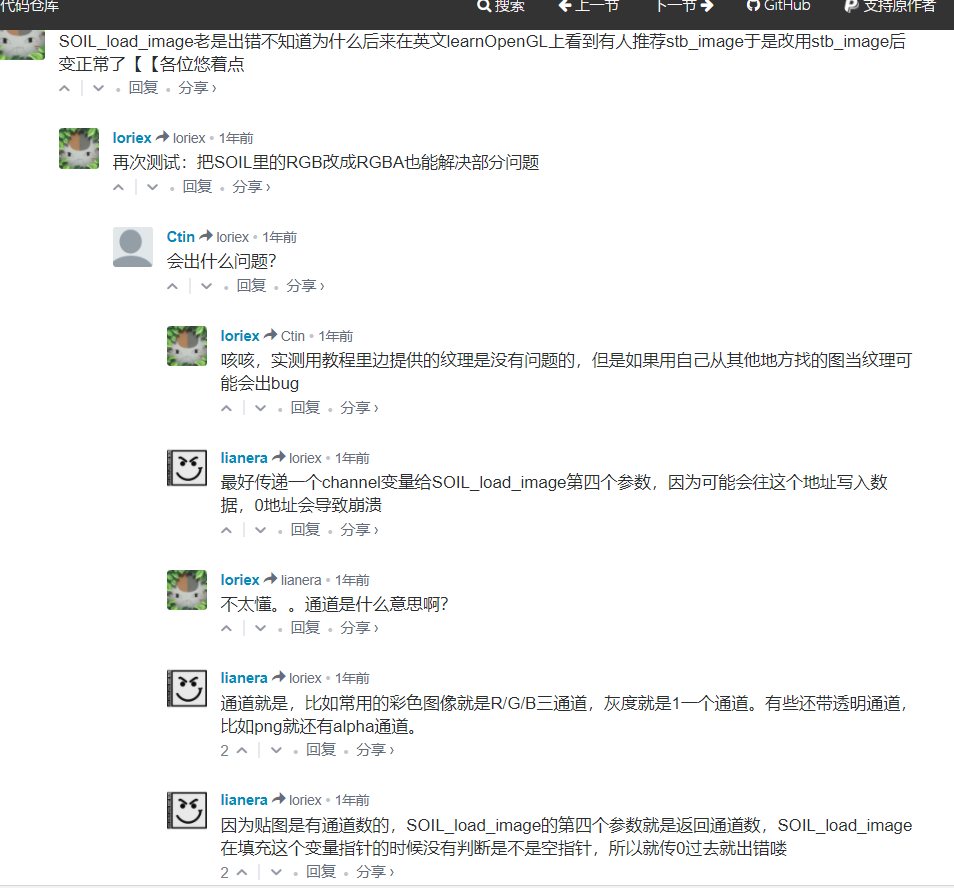 代码仓库 搜索 上一节 下一节 GitHub 支持原作者
SOIL_load_image老是出错不知道为什么后来在英文learnOpenGL上看到有人推荐stb_image于是改用stb_image后
变正常了【【各位悠着点
回复 分享 ›
loriex loriex • 1年前
再次测试：把SOIL里的RGB改成RGBA也能解决部分问题
回复 分享 ›
Ctin loriex • 1年前
会出什么问题?
回复 分享 ›
loriex Ctin • 1年前
咳咳，实测用教程里边提供的纹理是没有问题的，但是如果用自己从其他地方找的图当纹理可
能会出bug
回复 分享 ›
lianera loriex • 1年前
最好传递一个channel变量给SOIL_load_image第四个参数，因为可能会往这个地址写入数
据，0地址会导致崩溃
回复 分享 ›
loriex lianera • 1年前
不太懂。。通道是什么意思啊?
回复 分享 ›
lianera loriex • 1年前
通道就是，比如常用的彩色图像就是R/G/B三通道，灰度就是1一个通道。有些还带透明通道，
比如png就还有alpha通道。
2 回复 分享 ›
lianera loriex • 1年前
因为贴图是有通道数的，SOIL_load_image的第四个参数就是返回通道数，SOIL_load_image
在填充这个变量指针的时候没有判断是不是空指针，所以就传0过去就出错喽
2 回复 分享 ›